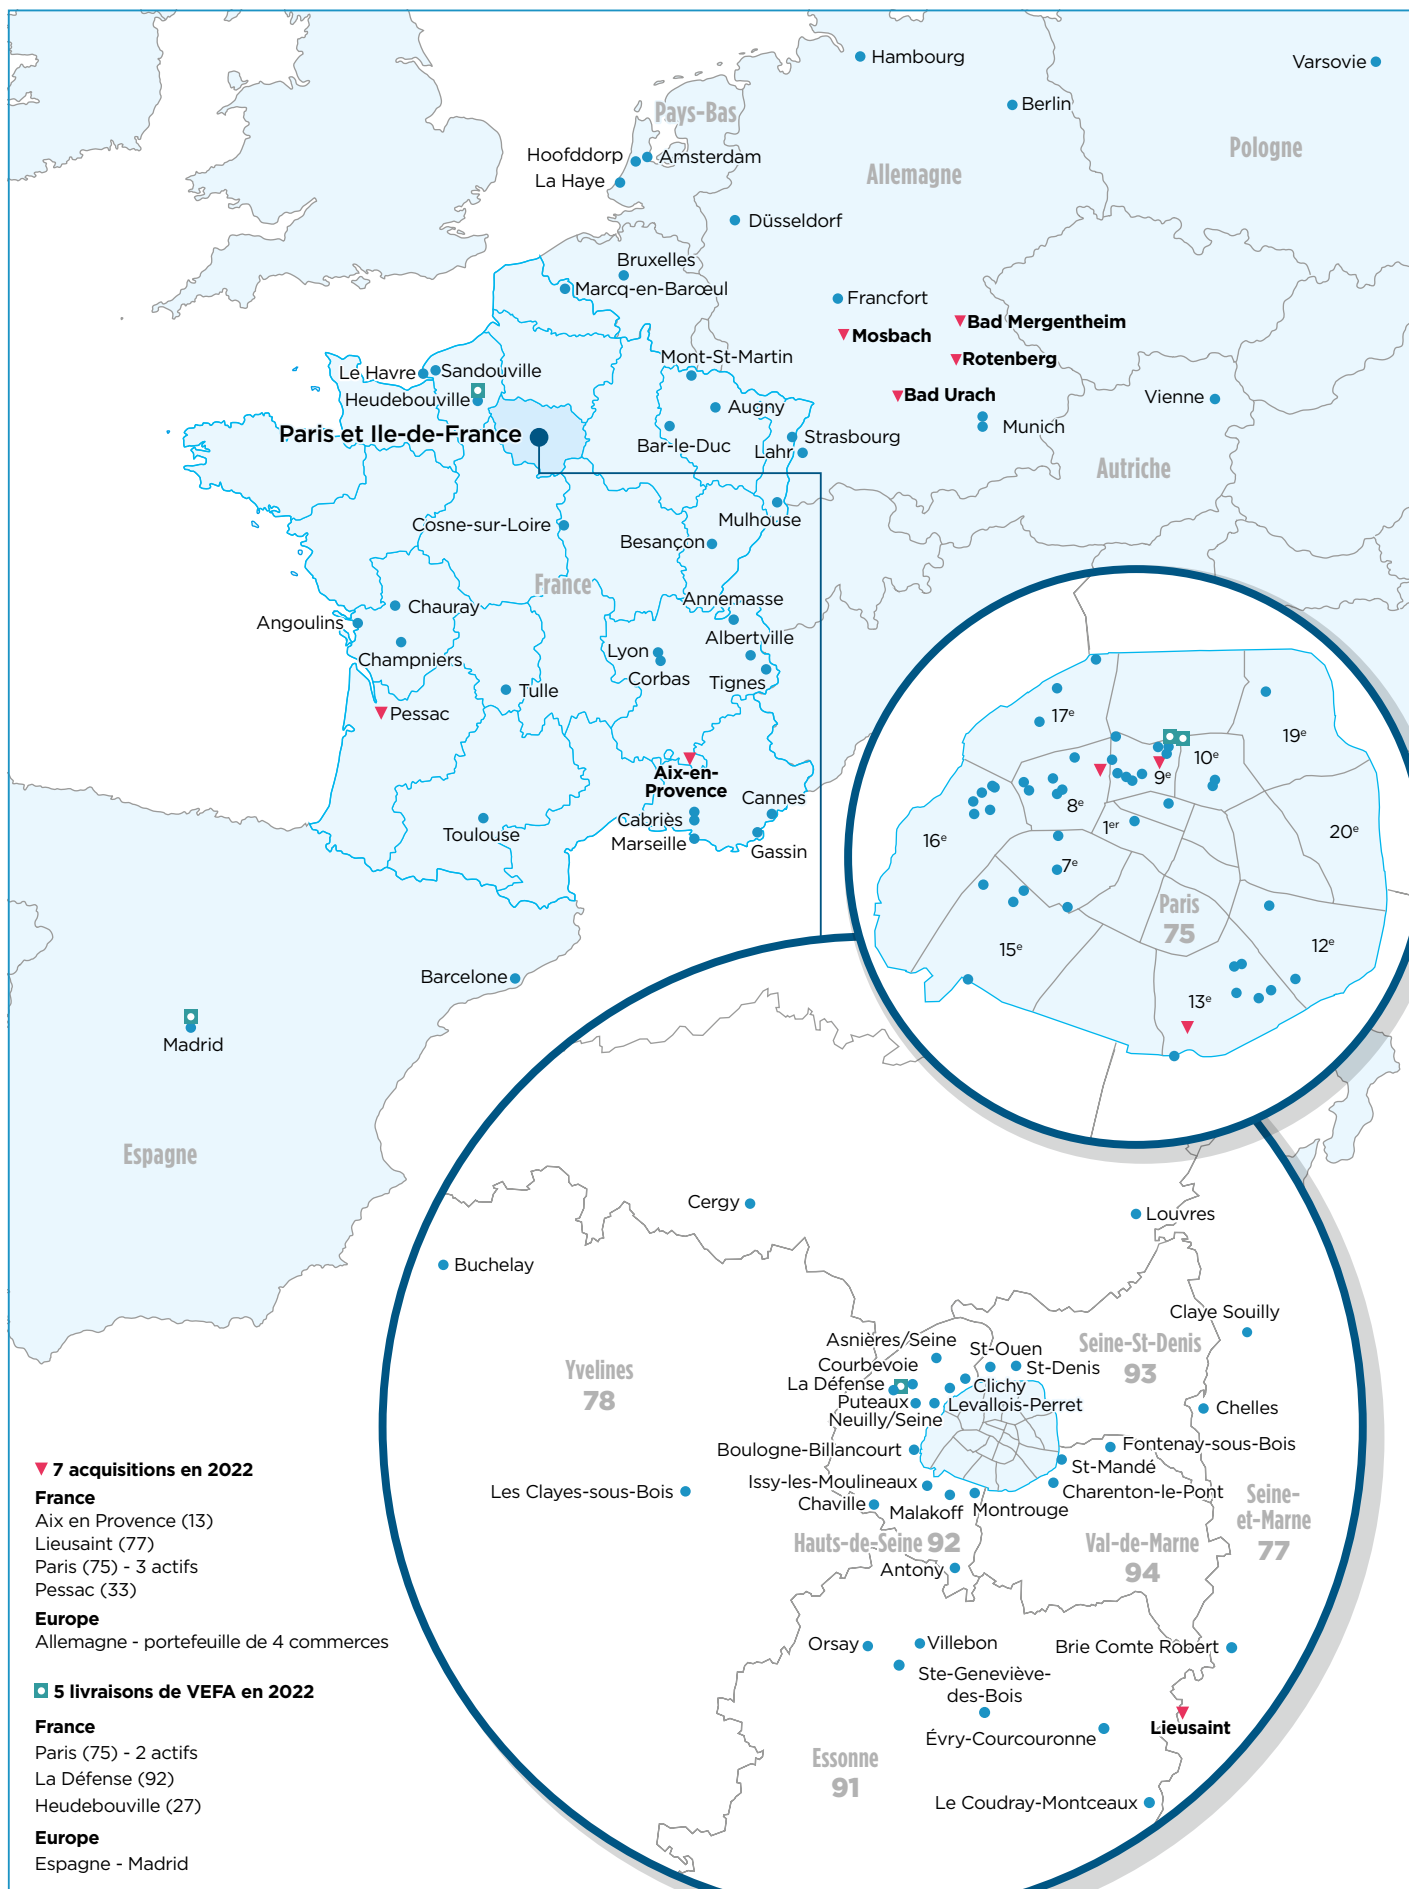 Hambourg
Varsovie
Berlin
Pays-Bas
Pologne
Hoofddorp
Amsterdam
La Haye
Allemagne
Düsseldorf
Bruxelles
Marcq-en-Barœul
Francfort
Bad Mergentheim
Mosbach
Rotenberg
Mont-St-Martin
Le Havre
Sandouville
Heudebouville
Bad Urach
Vienne
Augny
Munich
Paris et Ile-de-France
Bar-le-Duc
Strasbourg
Lahr
Autriche
Mulhouse
Cosne-sur-Loire
Besançon
France
Annemasse
Chauray
Angoulins
Albertville
Champniers
Lyon
Corbas
Tignes
Tulle
Pessac
Aix-en-
Provence
Cannes
Cabriès
Toulouse
Marseille
Gassin
17e
19e
10e
9e
8e
1er
20e
16e
7e
Paris
75
15e
12e
13e
Barcelone
Madrid
Espagne
Cergy
Louvres
Buchelay
Claye Souilly
Asnières/Seine
St-Ouen
Seine-St-Denis
93
Courbevoie
St-Denis
Yvelines
78
La Défense
Clichy
Puteaux
Levallois-Perret
Neuilly/Seine
Chelles
Boulogne-Billancourt
Fontenay-sous-Bois
St-Mandé
Issy-les-Moulineaux
Charenton-le-Pont
Les Clayes-sous-Bois
Chaville
Malakoff
Montrouge
Seine-
et-Marne
77
Hauts-de-Seine 92
Val-de-Marne
94
Antony
Orsay
Villebon
Brie Comte Robert
Ste-Geneviève-
des-Bois
Évry-Courcouronne
Lieusaint
Essonne
91
Le Coudray-Montceaux
7 acquisitions en 2022
France
Aix en Provence (13)
Lieusaint (77)
Paris (75) - 3 actifs
Pessac (33)
Europe
Allemagne - portefeuille de 4 commerces
5 livraisons de VEFA en 2022
France
Paris (75) - 2 actifs
La Défense (92)
Heudebouville (27)
Europe
Espagne - Madrid